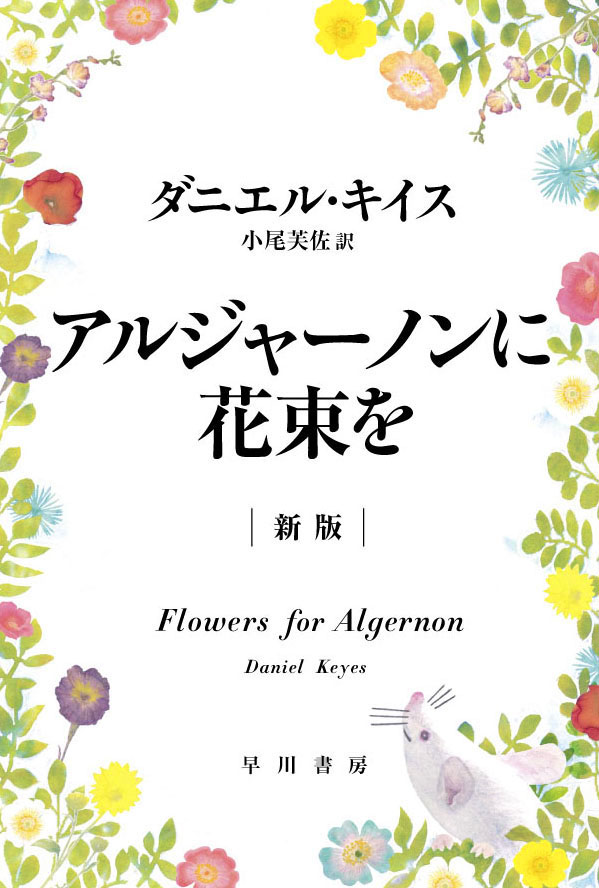 ダニエル・キイス
小尾芙佐 訳
アルジャーノンに
花束を
新版
Flowers for Algernon
Daniel Keyes
早川書房